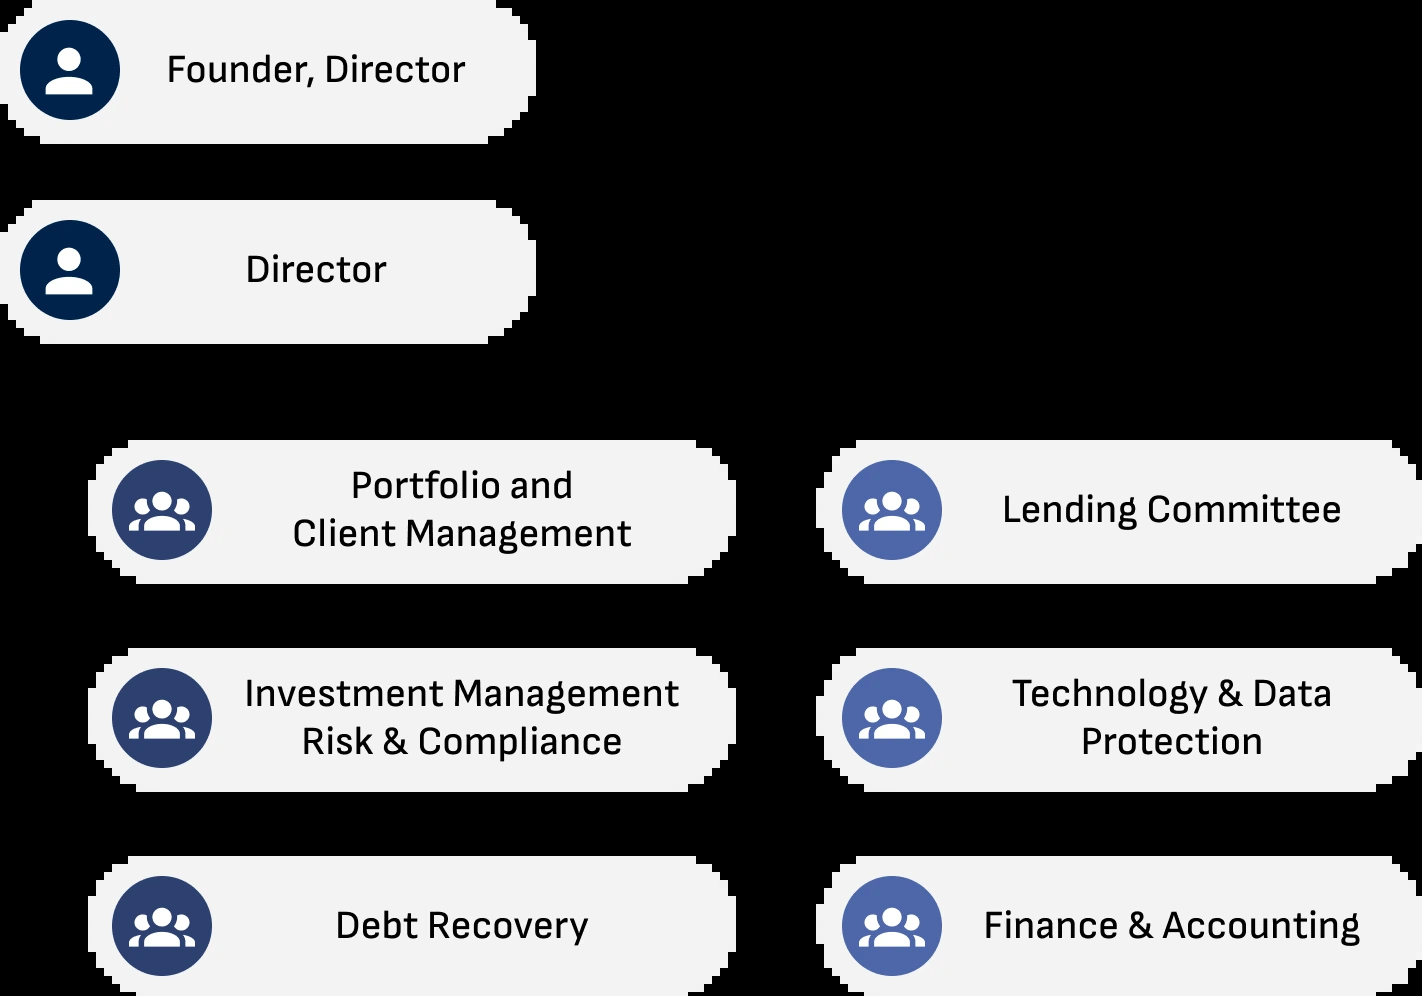 Founder, Director
Director
Portfolio and
Client Management
Lending Committee
Investment Management
Risk & Compliance
Technology & Data
Protection
Debt Recovery
Finance & Accounting